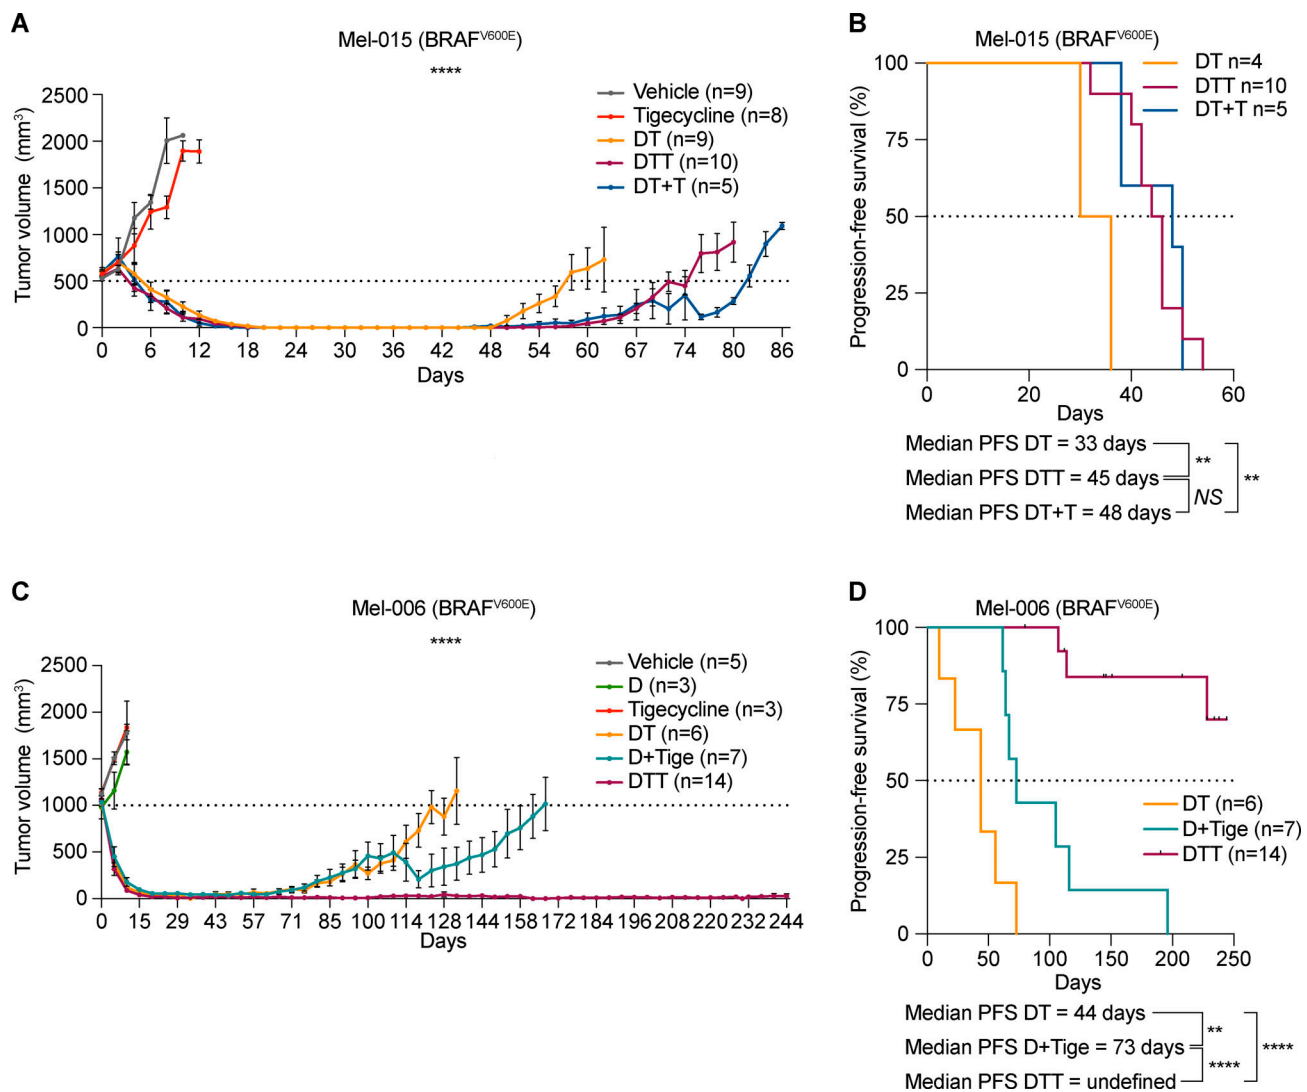 A
Mel-015 (BRAFV600E)
****
Tumor volume (mm3)
2500
2000
1500
1000
500
0
Vehicle (n=9)
Tigecycline (n=8)
DT (n=9)
DTT (n=10)
DT+T (n=5)
0 6 12 18 24 30 36 42 48 54 60 67 74 80 86
Days
B
Mel-015 (BRAFV600E)
Progression-free survival (%)
100
75
50
25
0
DT n=4
DTT n=10
DT+T n=5
0 20 40 60
Days
Median PFS DT = 33 days
**
Median PFS DTT = 45 days
**
NS
Median PFS DT+T = 48 days
C
Mel-006 (BRAFV600E)
****
Tumor volume (mm3)
2500
2000
1500
1000
500
0
Vehicle (n=5)
D (n=3)
Tigecycline (n=3)
DT (n=6)
D+Tige (n=7)
DTT (n=14)
0 15 29 43 57 71 85 100 114 128 144 158 172 184 196 208 220 232 244
Days
D
Mel-006 (BRAFV600E)
Progression-free survival (%)
100
75
50
25
0
DT (n=6)
D+Tige (n=7)
DTT (n=14)
0 50 100 150 200 250
Days
Median PFS DT = 44 days
**
Median PFS D+Tige = 73 days
****
****
Median PFS DTT = undefined